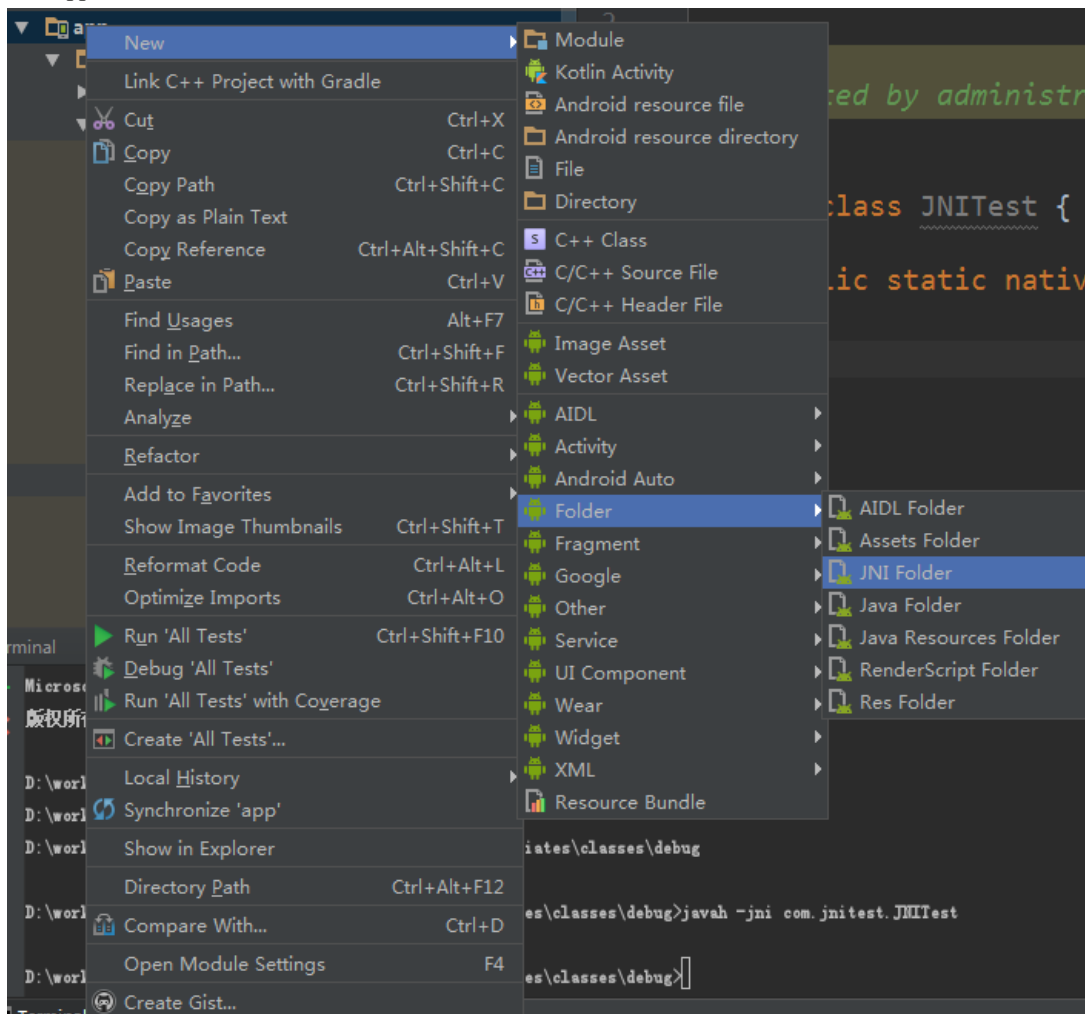 New
Link C++ Project with Gradle
Cut Ctrl+X
Copy Ctrl+C
Copy Path Ctrl+Shift+C
Copy as Plain Text
Copy Reference Ctrl+Alt+Shift+C
Paste Ctrl+V
Find Usages Alt+F7
Find in Path... Ctrl+Shift+F
Replace in Path... Ctrl+Shift+R
Analyze
Refactor
Add to Favorites
Show Image Thumbnails Ctrl+Shift+T
Reformat Code Ctrl+Alt+L
Optimize Imports Ctrl+Alt+O
Run 'All Tests' Ctrl+Shift+F10
Debug 'All Tests'
Run 'All Tests' with Coverage
Create 'All Tests'...
Local History
Synchronize 'app'
Show in Explorer
Directory Path Ctrl+Alt+F12
Compare With... Ctrl+D
Open Module Settings F4
Create Gist...
Module
Kotlin Activity
Android resource file
Android resource directory
File
Directory
C++ Class
C/C++ Source File
C/C++ Header File
Image Asset
Vector Asset
AIDL
Activity
Android Auto
Folder
Fragment
Google
Other
Service
UI Component
Wear
Widget
XML
Resource Bundle
AIDL Folder
Assets Folder
JNI Folder
Java Folder
Java Resources Folder
RenderScript Folder
Res Folder
by administr
class JNITest {
static nativ
rminal
Micros
版权所
D:\worl
D:\worl
D:\worl iates\classes\debug
D:\worl es\classes\debug>javah -jni com.jnitest.JNITest
D:\worl es\classes\debug>